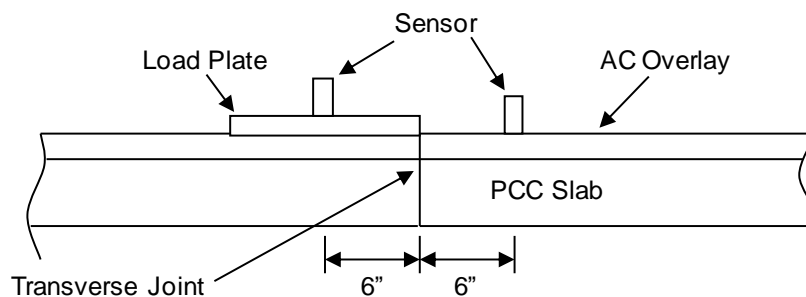 Sensor
Load Plate
AC Overlay
PCC Slab
Transverse Joint
6” 6”